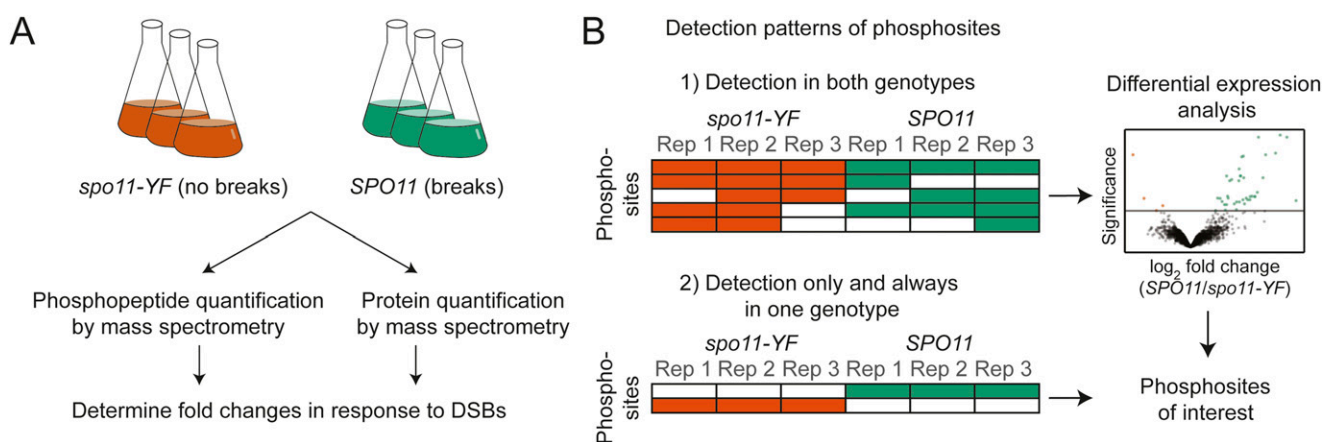 A
spo11-YF (no breaks)
SPO11 (breaks)
Phosphopeptide quantification
by mass spectrometry
Protein quantification
by mass spectrometry
Determine fold changes in response to DSBs
B
Detection patterns of phosphosites
1) Detection in both genotypes
spo11-YF SPO11
Rep 1 Rep 2 Rep 3 Rep 1 Rep 2 Rep 3
Phospho-
sites
2) Detection only and always
in one genotype
spo11-YF SPO11
Rep 1 Rep 2 Rep 3 Rep 1 Rep 2 Rep 3
Phospho-
sites
Differential expression
analysis
Significance
log2 fold change
(SPO11/spo11-YF)
Phosphosites
of interest